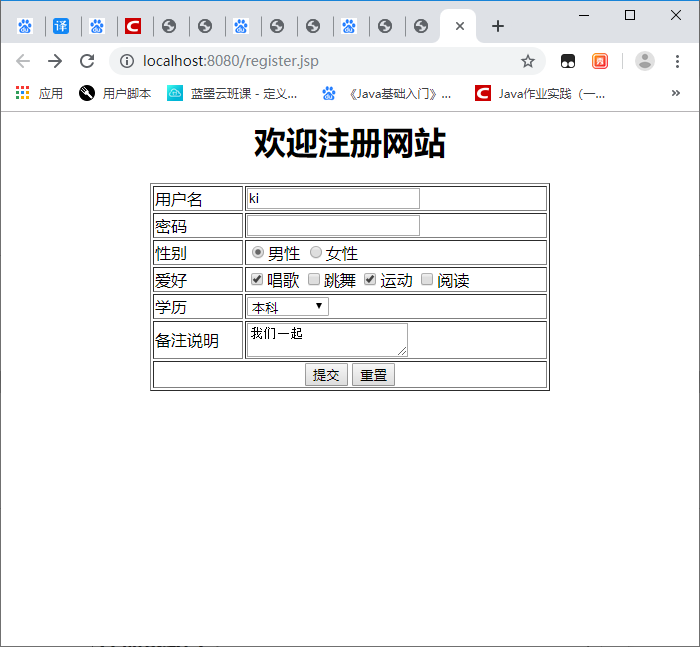 译
localhost:8080/register.jsp
应用 用户脚本 蓝墨云班课 - 定义... 《Java基础入门》... Java作业实践（一... »
欢迎注册网站
用户名 ki
密码
性别 男性 女性
爱好 唱歌 跳舞 运动 阅读
学历 本科
备注说明 我们一起
提交 重置